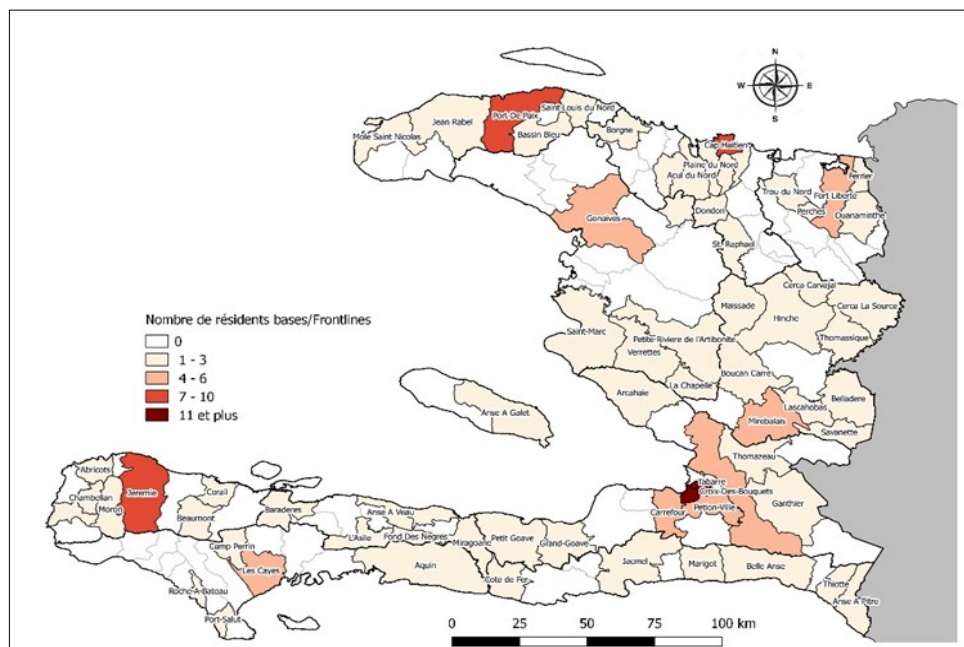 N
W E
S
Saint Louis du Nord
Port De Paix
Jean Rabel
Bassin Bleu
Borgne
Mole Saint Nicolas
Cap Haitien
Plaine du Nord
Acul du Nord
Ferrier
Trou du Nord
Fort Liberte
Perches
Ouanaminthe
Dondon
Gonaives
St. Raphael
Cerca Carvajal
Maissade
Cerca La Source
Hinche
Saint-Marc
Petite-Riviere de l'Artibonite
Thomassique
Verrettes
Boucan Carre
La Chapelle
Arcahaie
Lascahobas
Belladere
Mirebalais
Savanette
Anse A Galet
Thomazeau
Tabarre
Croix-Des-Bouquets
Ganthier
Petion-Ville
Carrefour
Nombre de résidents bases/Frontlines
0
1 - 3
4 - 6
7 - 10
11 et plus
Abricots
Jeremie
Corail
Chambellan
Moron
Beaumont
Baraderes
Anse A Veau
L'Asile
Fond Des Negres
Miragoane
Petit Goave
Grand-Goave
Camp Perrin
Les Cayes
Aquin
Cote de Fer
Jacmel
Marigot
Belle Anse
Thiotte
Anse A Pitre
Roche-A-Bateau
Port-Salut
0 25 50 75 100 km